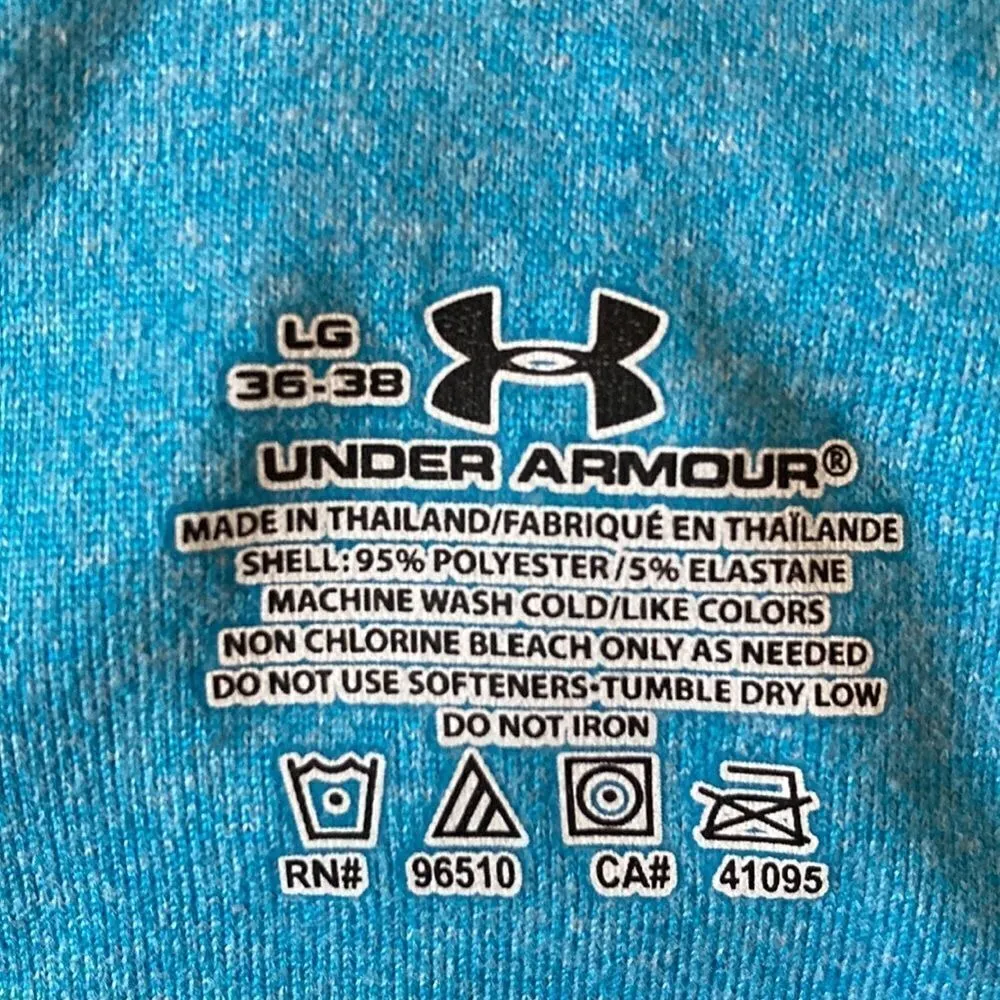 LG
36-38
UNDER ARMOUR®
MADE IN THAILAND/FABRIQUÉ EN THAÏLANDE
SHELL: 95% POLYESTER/5% ELASTANE
MACHINE WASH COLD/LIKE COLORS
NON CHLORINE BLEACH ONLY AS NEEDED
DO NOT USE SOFTENERS•TUMBLE DRY LOW
DO NOT IRON
RN# 96510 CA# 41095